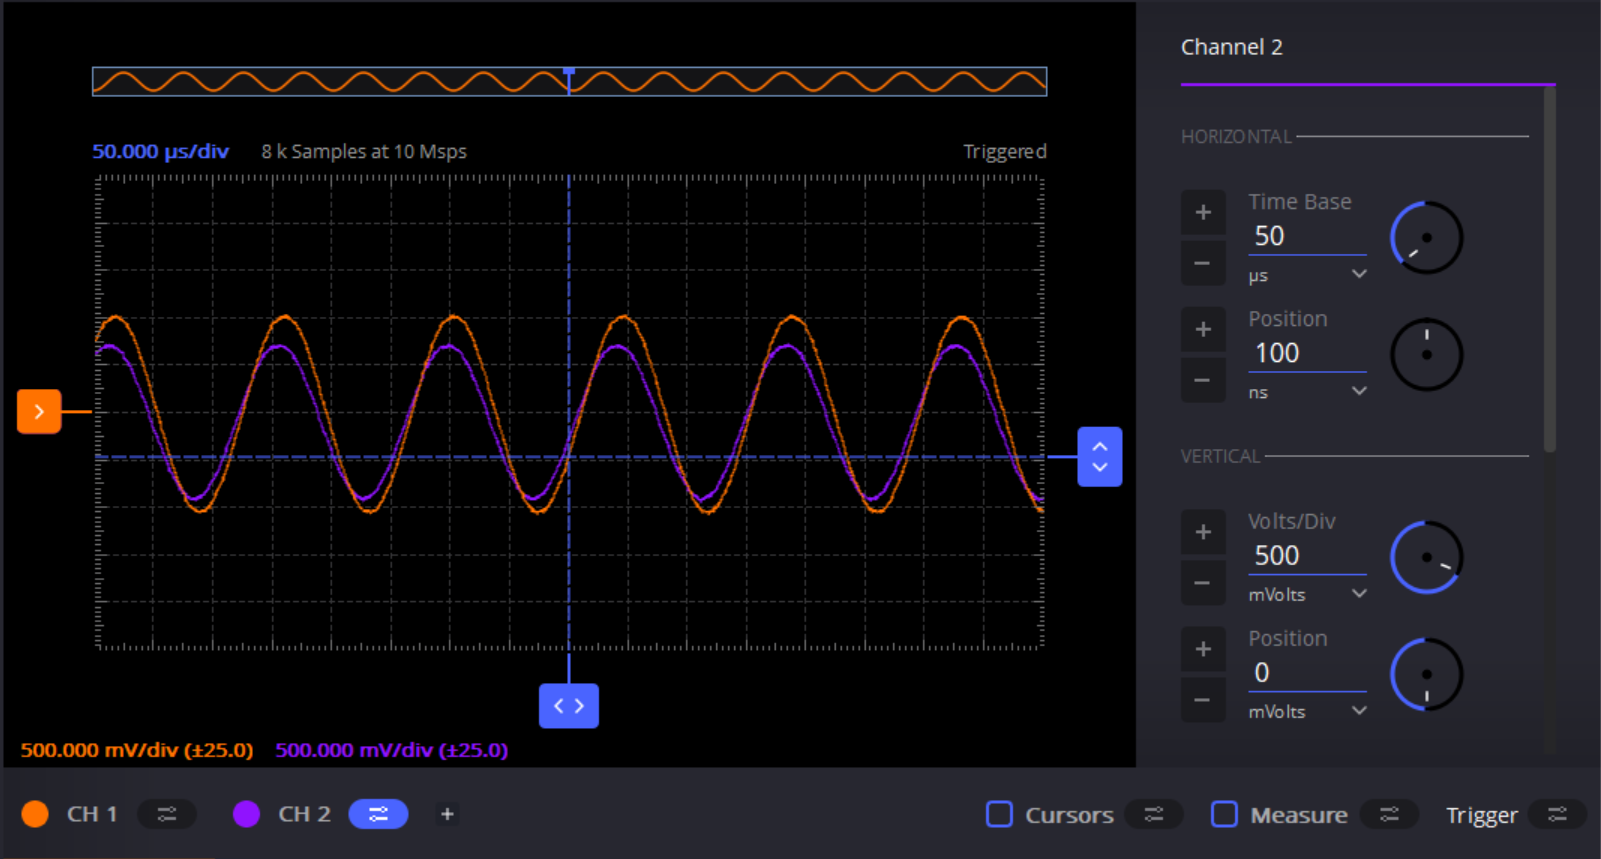 Channel 2
HORIZONTAL
50.000 µs/div 8 k Samples at 10 Msps Triggered
+ Time Base
50
− µs
+ Position
100
− ns
VERTICAL
+ Volts/Div
500
− mVolts
+ Position
0
− mVolts
500.000 mV/div (±25.0) 500.000 mV/div (±25.0)
CH 1 CH 2 + Cursors Measure Trigger